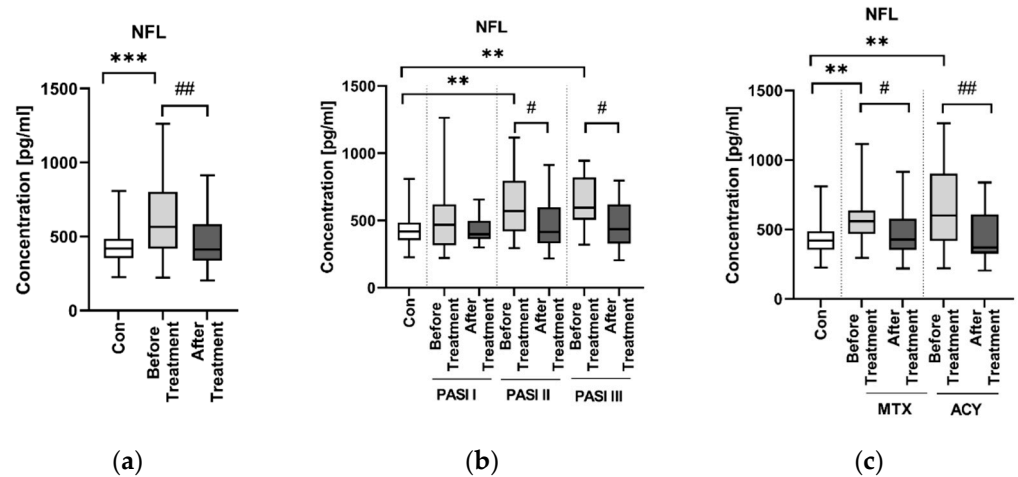 NFL
***
##
Concentration [pg/ml]
1500
1000
500
0
Con
Before
Treatment
After
Treatment
(a)
NFL
**
**
#
#
Concentration [pg/ml]
1500
1000
500
0
Con
Before
Treatment
After
Treatment
Before
Treatment
After
Treatment
Before
Treatment
After
Treatment
PASI I
PASI II
PASI III
(b)
NFL
**
**
#
##
Concentration [pg/ml]
1500
1000
500
0
Con
Before
Treatment
After
Treatment
Before
Treatment
After
Treatment
MTX
ACY
(c)